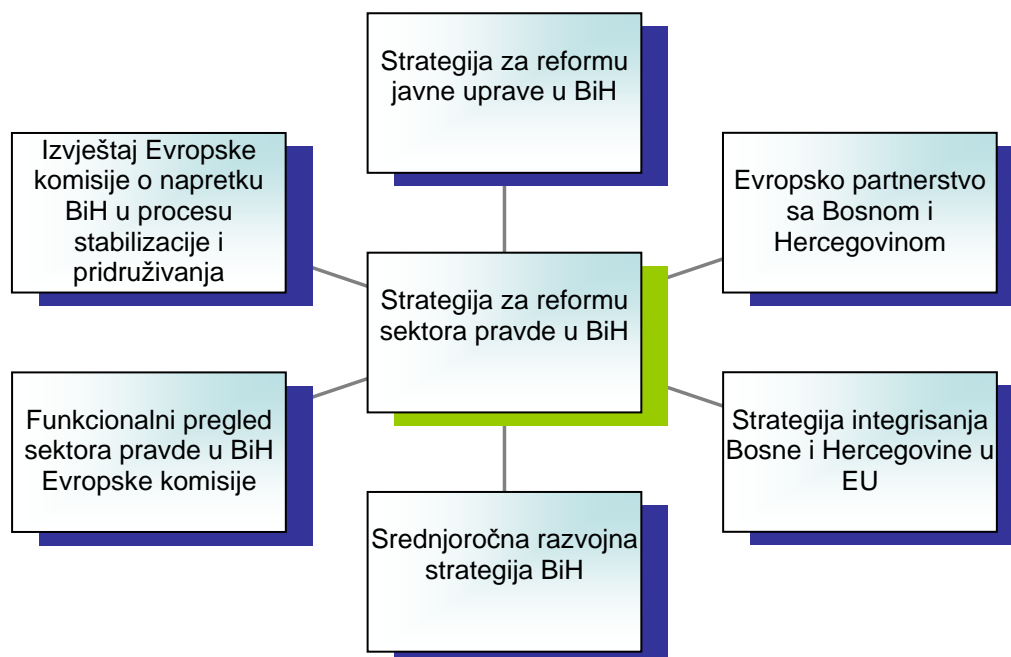 Strategija za reformu
javne uprave u BiH
Izvještaj Evropske
komisije o napretku
BiH u procesu
stabilizacije i
pridruživanja
Evropsko partnerstvo
sa Bosnom i
Hercegovinom
Strategija za reformu
sektora pravde u BiH
Funkcionalni pregled
sektora pravde u BiH
Evropske komisije
Strategija integrisanja
Bosne i Hercegovine u
EU
Srednjoročna razvojna
strategija BiH